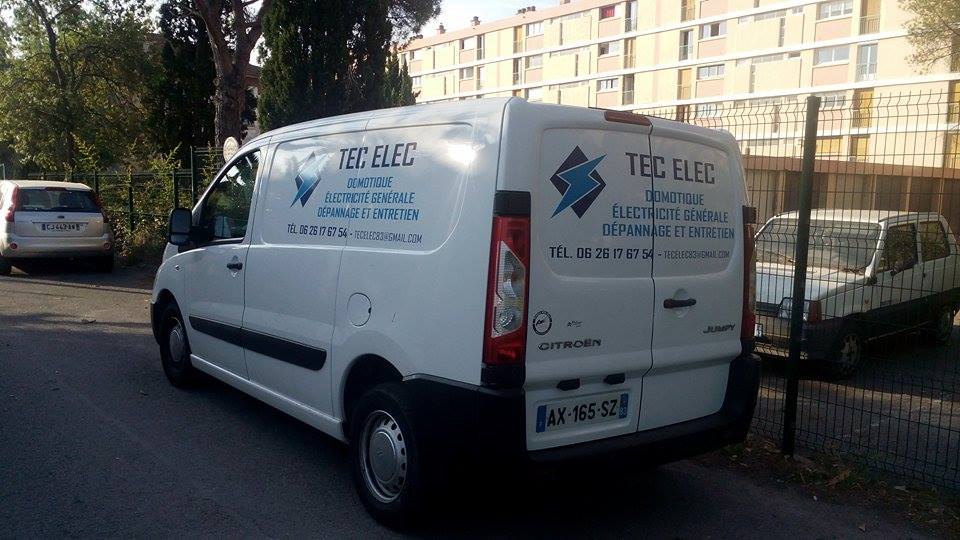 TEC ELEC
DOMOTIQUE
ÉLECTRICITÉ GÉNÉRALE
DÉPANNAGE ET ENTRETIEN
TÉL. 06 26 17 67 54 - TECELEC83@GMAIL.COM
TEC ELEC
DOMOTIQUE
ÉLECTRICITÉ GÉNÉRALE
DÉPANNAGE ET ENTRETIEN
TÉL. 06 26 17 67 54 - TECELEC83@GMAIL.COM
CITROËN
JUMPY
AX-165-SZ